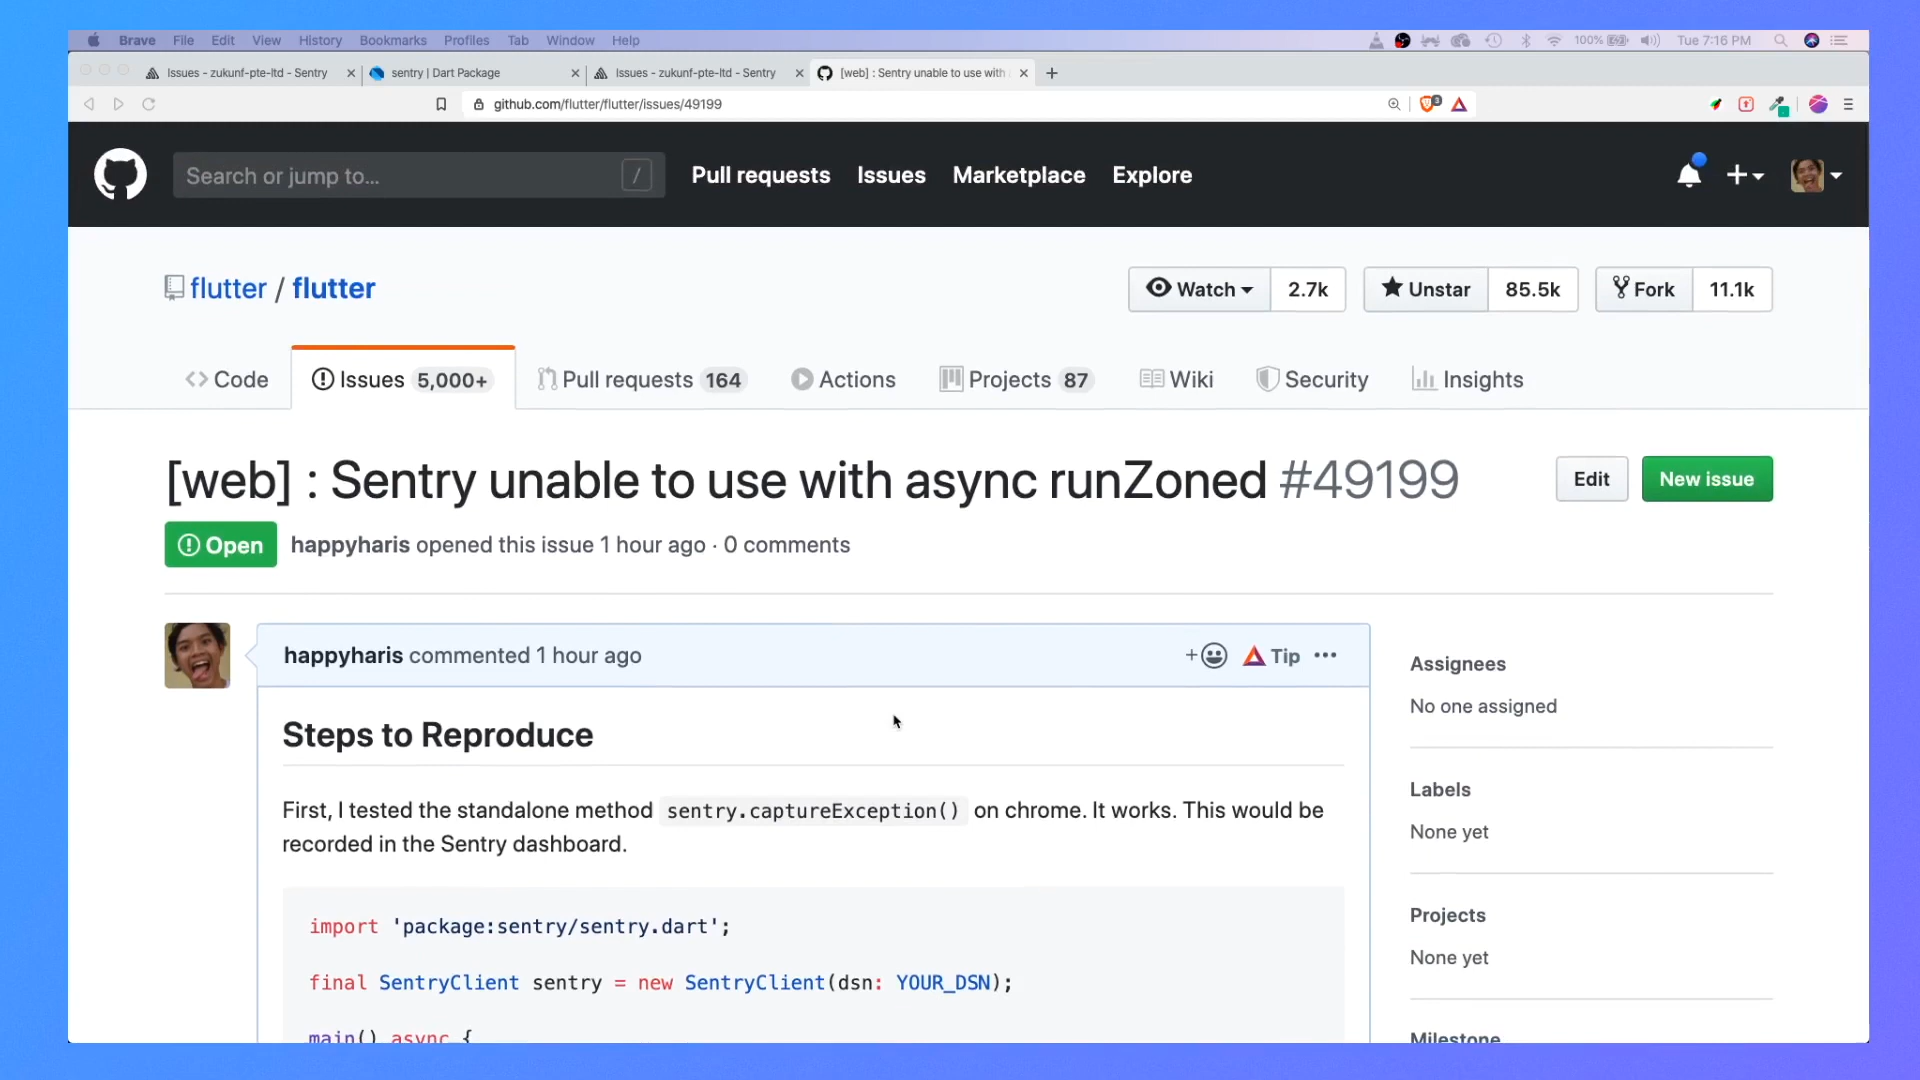 Brave File Edit View History Bookmarks Profiles Tab Window Help 100% Tue 7:16 PM
Issues - zukunf-pte-ltd - Sentry sentry | Dart Package Issues - zukunf-pte-ltd - Sentry [web] : Sentry unable to use with
github.com/flutter/flutter/issues/49199 3
Search or jump to... / Pull requests Issues Marketplace Explore
flutter / flutter Watch 2.7k Unstar 85.5k Fork 11.1k
Code Issues 5,000+ Pull requests 164 Actions Projects 87 Wiki Security Insights
[web] : Sentry unable to use with async runZoned #49199 Edit New issue
Open happyharis opened this issue 1 hour ago · 0 comments
happyharis commented 1 hour ago Tip
Assignees
No one assigned
Steps to Reproduce
Labels
None yet
First, I tested the standalone method sentry.captureException() on chrome. It works. This would be
recorded in the Sentry dashboard.
Projects
None yet
import 'package:sentry/sentry.dart';
final SentryClient sentry = new SentryClient(dsn: YOUR_DSN);
main() async {
Milestone